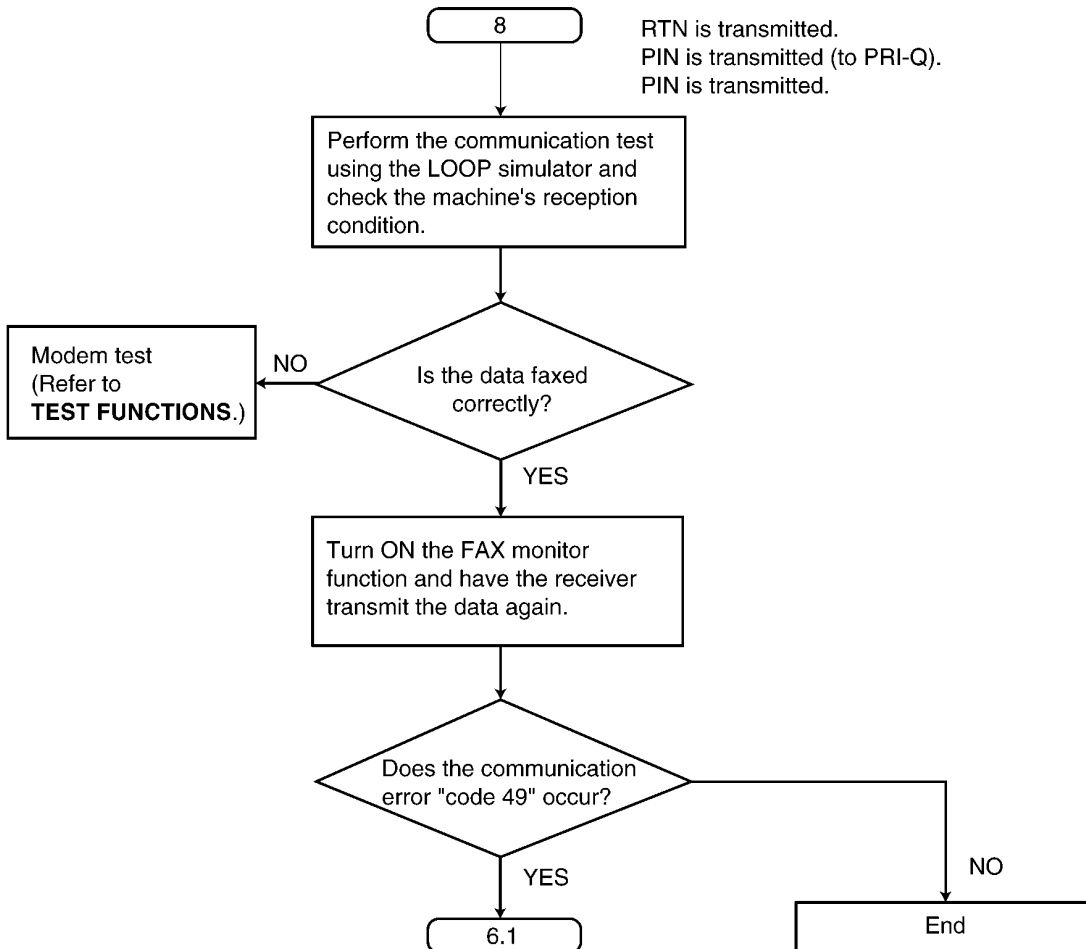 8
RTN is transmitted.
PIN is transmitted (to PRI-Q).
PIN is transmitted.
Perform the communication test
using the LOOP simulator and
check the machine's reception
condition.
Modem test
(Refer to
TEST FUNCTIONS.)
NO
Is the data faxed
correctly?
YES
Turn ON the FAX monitor
function and have the receiver
transmit the data again.
Does the communication
error "code 49" occur?
YES
NO
6.1
End